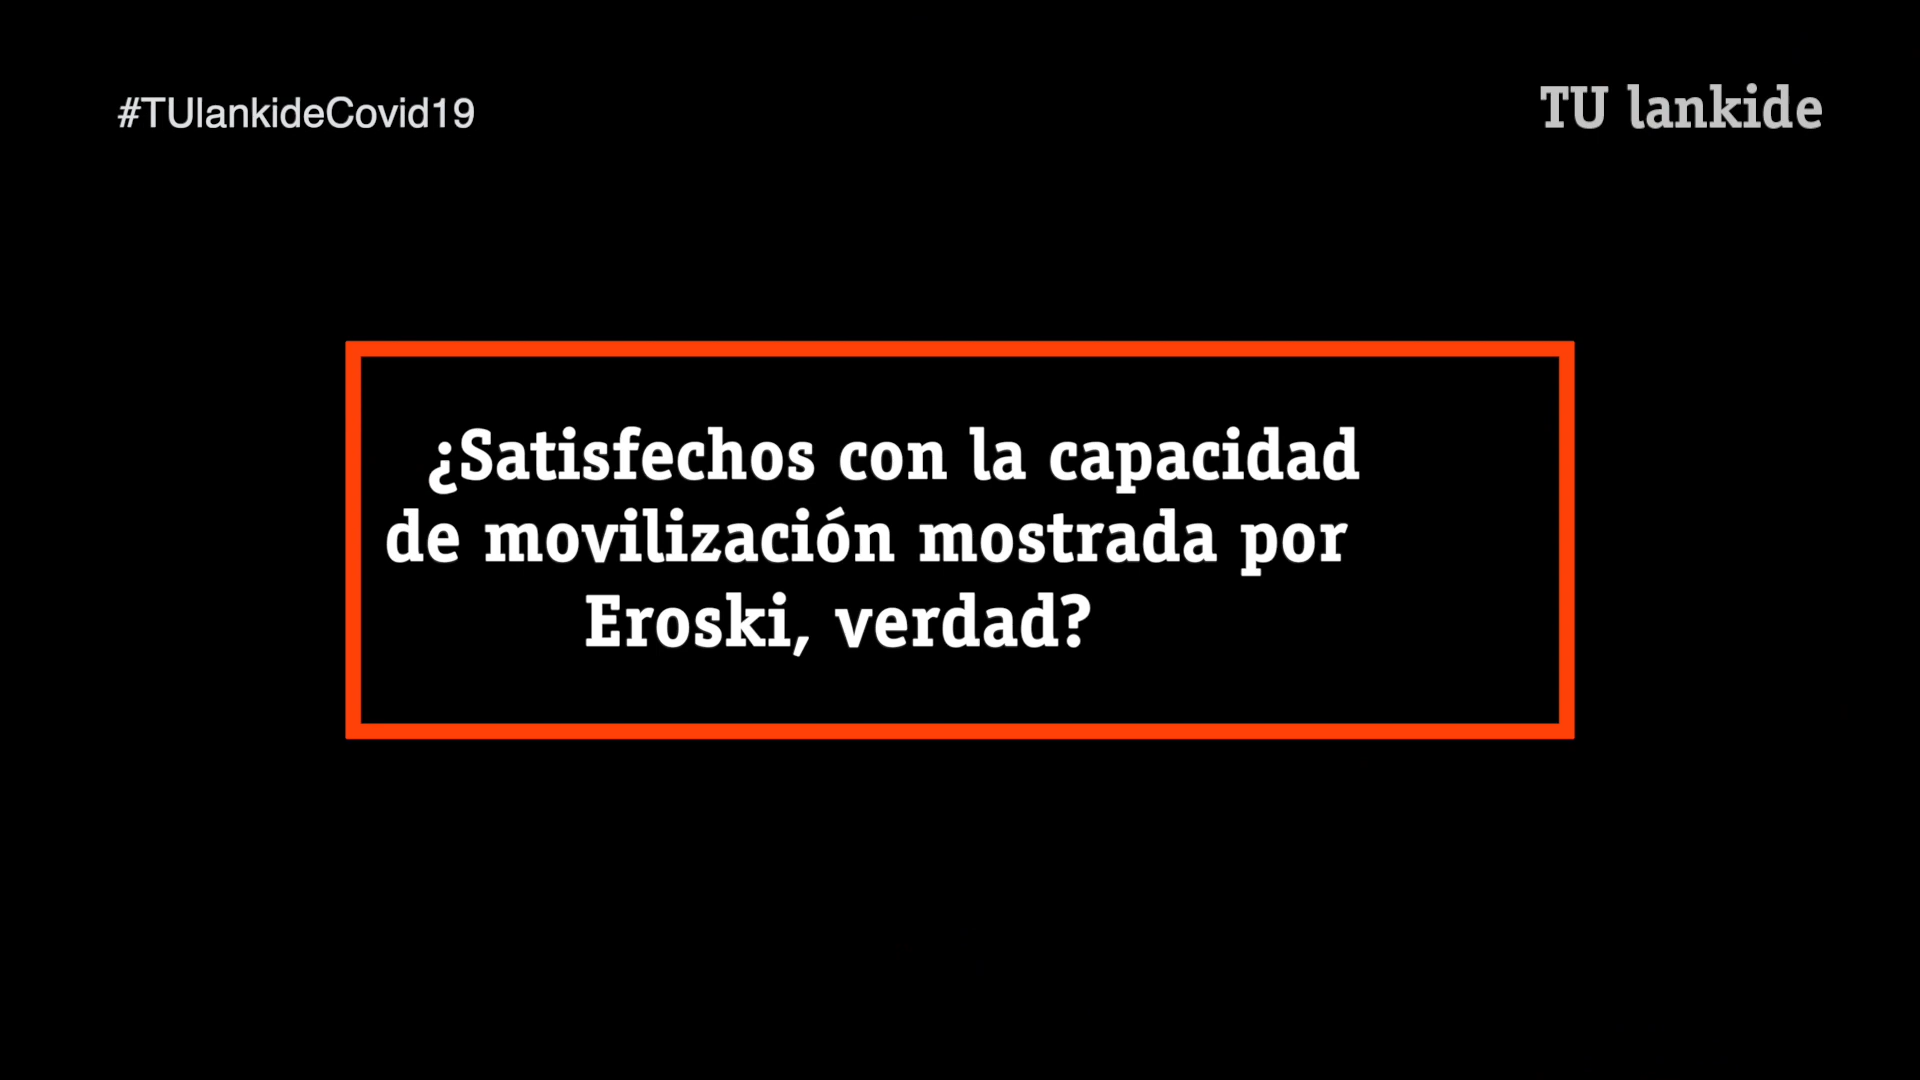 #TUlankideCovid19
TU lankide
¿Satisfechos con la capacidad
de movilización mostrada por
Eroski, verdad?